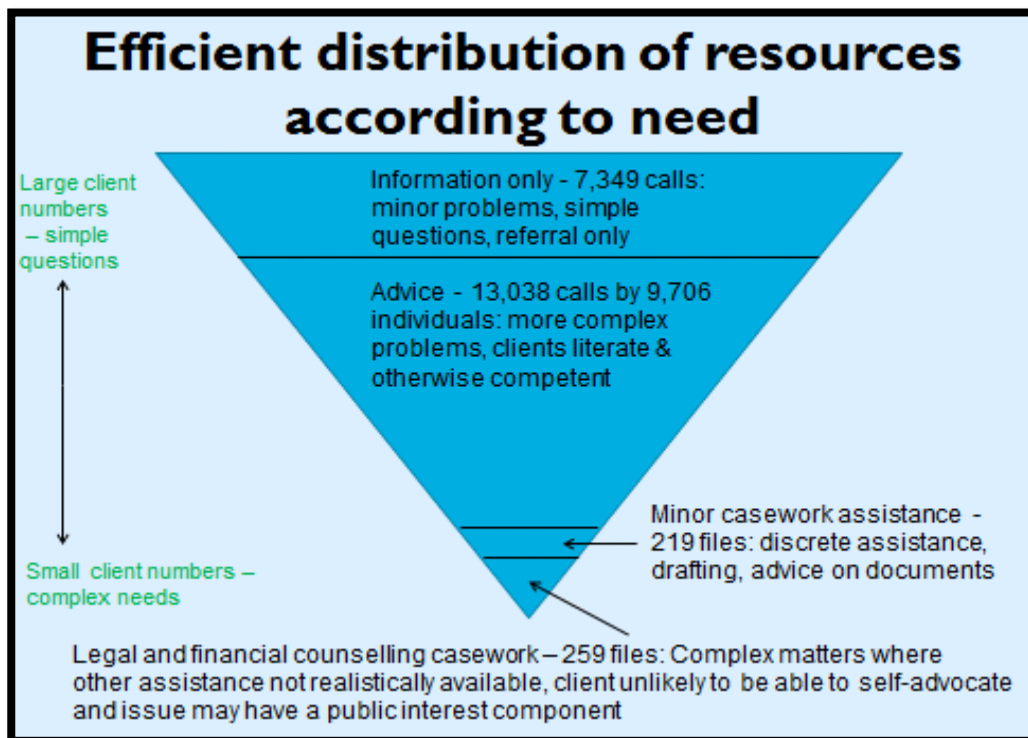 Efficient distribution of resources
according to need
Large client
numbers
– simple
questions
Information only - 7,349 calls:
minor problems, simple
questions, referral only
Advice - 13,038 calls by 9,706
individuals: more complex
problems, clients literate &
otherwise competent
Minor casework assistance -
219 files: discrete assistance,
drafting, advice on documents
Small client numbers –
complex needs
Legal and financial counselling casework – 259 files: Complex matters where
other assistance not realistically available, client unlikely to be able to self-advocate
and issue may have a public interest component